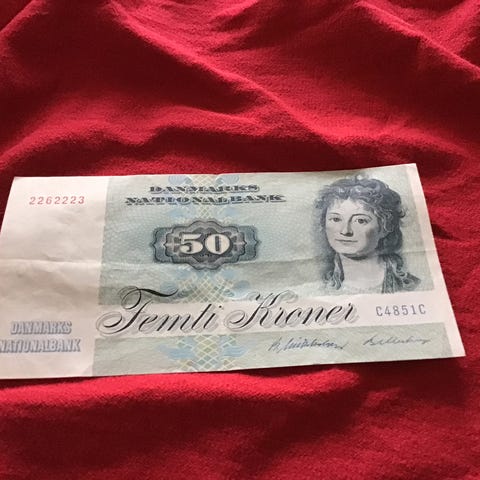 2262223
DANMARKS
NATIONALBANK
50
Femti Kroner
C4851C
DANMARKS
NATIONALBANK